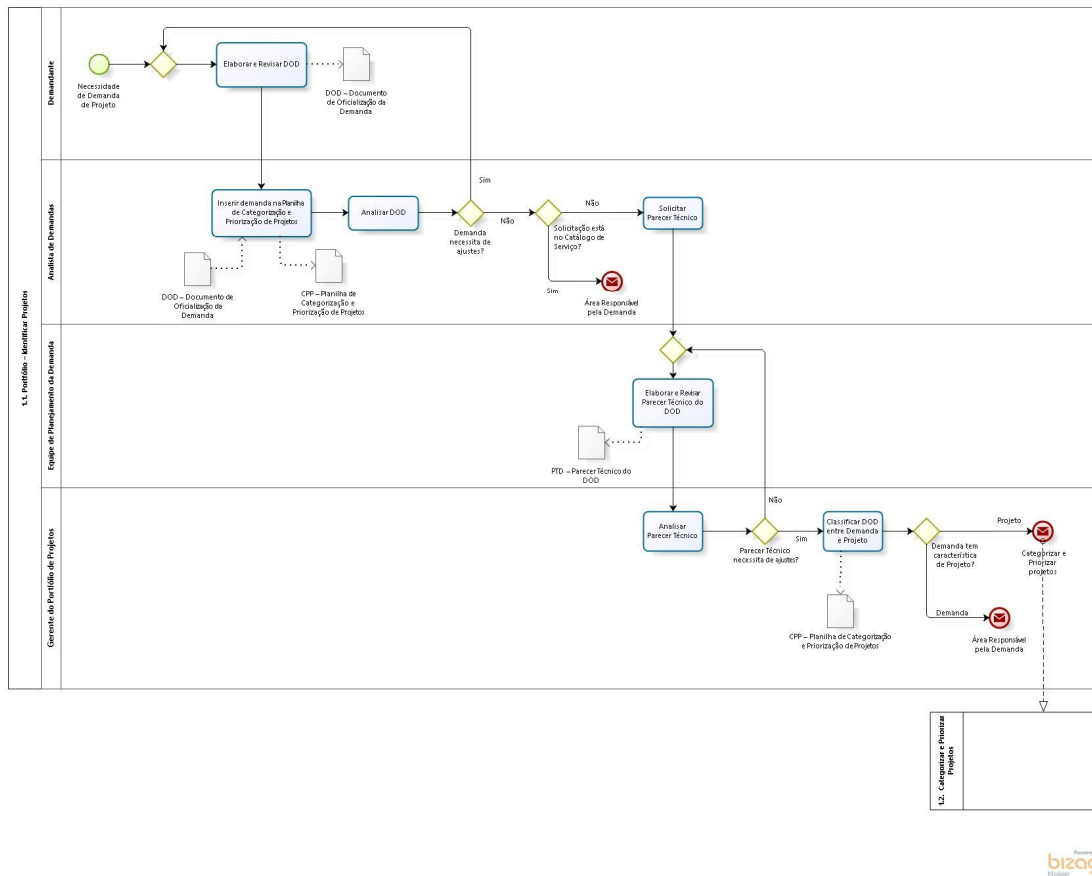 1.1. Portfólio – Identificar Projetos
Demandante
Necessidade
de Demanda
de Projeto
Elaborar e Revisar DOD
DOD – Documento
de Oficialização da
Demanda
Analista de Demandas
Inserir demanda na Planilha
de Categorização e
Priorização de Projetos
Analisar DOD
Sim
Demanda
necessita de
ajustes?
Não
Solicitação está
no Catálogo de
Serviço?
Não
Solicitar
Parecer Técnico
Sim
Área Responsável
pela Demanda
DOD – Documento de
Oficialização da
Demanda
CPP – Planilha de
Categorização e
Priorização de Projetos
Equipe de Planejamento da Demanda
Elaborar e Revisar
Parecer Técnico do
DOD
PTD – Parecer Técnico do
DOD
Gerente do Portfólio de Projetos
Analisar
Parecer Técnico
Não
Parecer Técnico
necessita de ajustes?
Sim
Classificar DOD
entre Demanda
e Projeto
CPP – Planilha de Categorização
e Priorização de Projetos
Demanda tem
característica
de Projeto?
Projeto
Categorizar e
Priorizar
projetos
Demanda
Área Responsável
pela Demanda
1.2. Categorizar e Priorizar
Projetos
Powere
bizag
Modeler